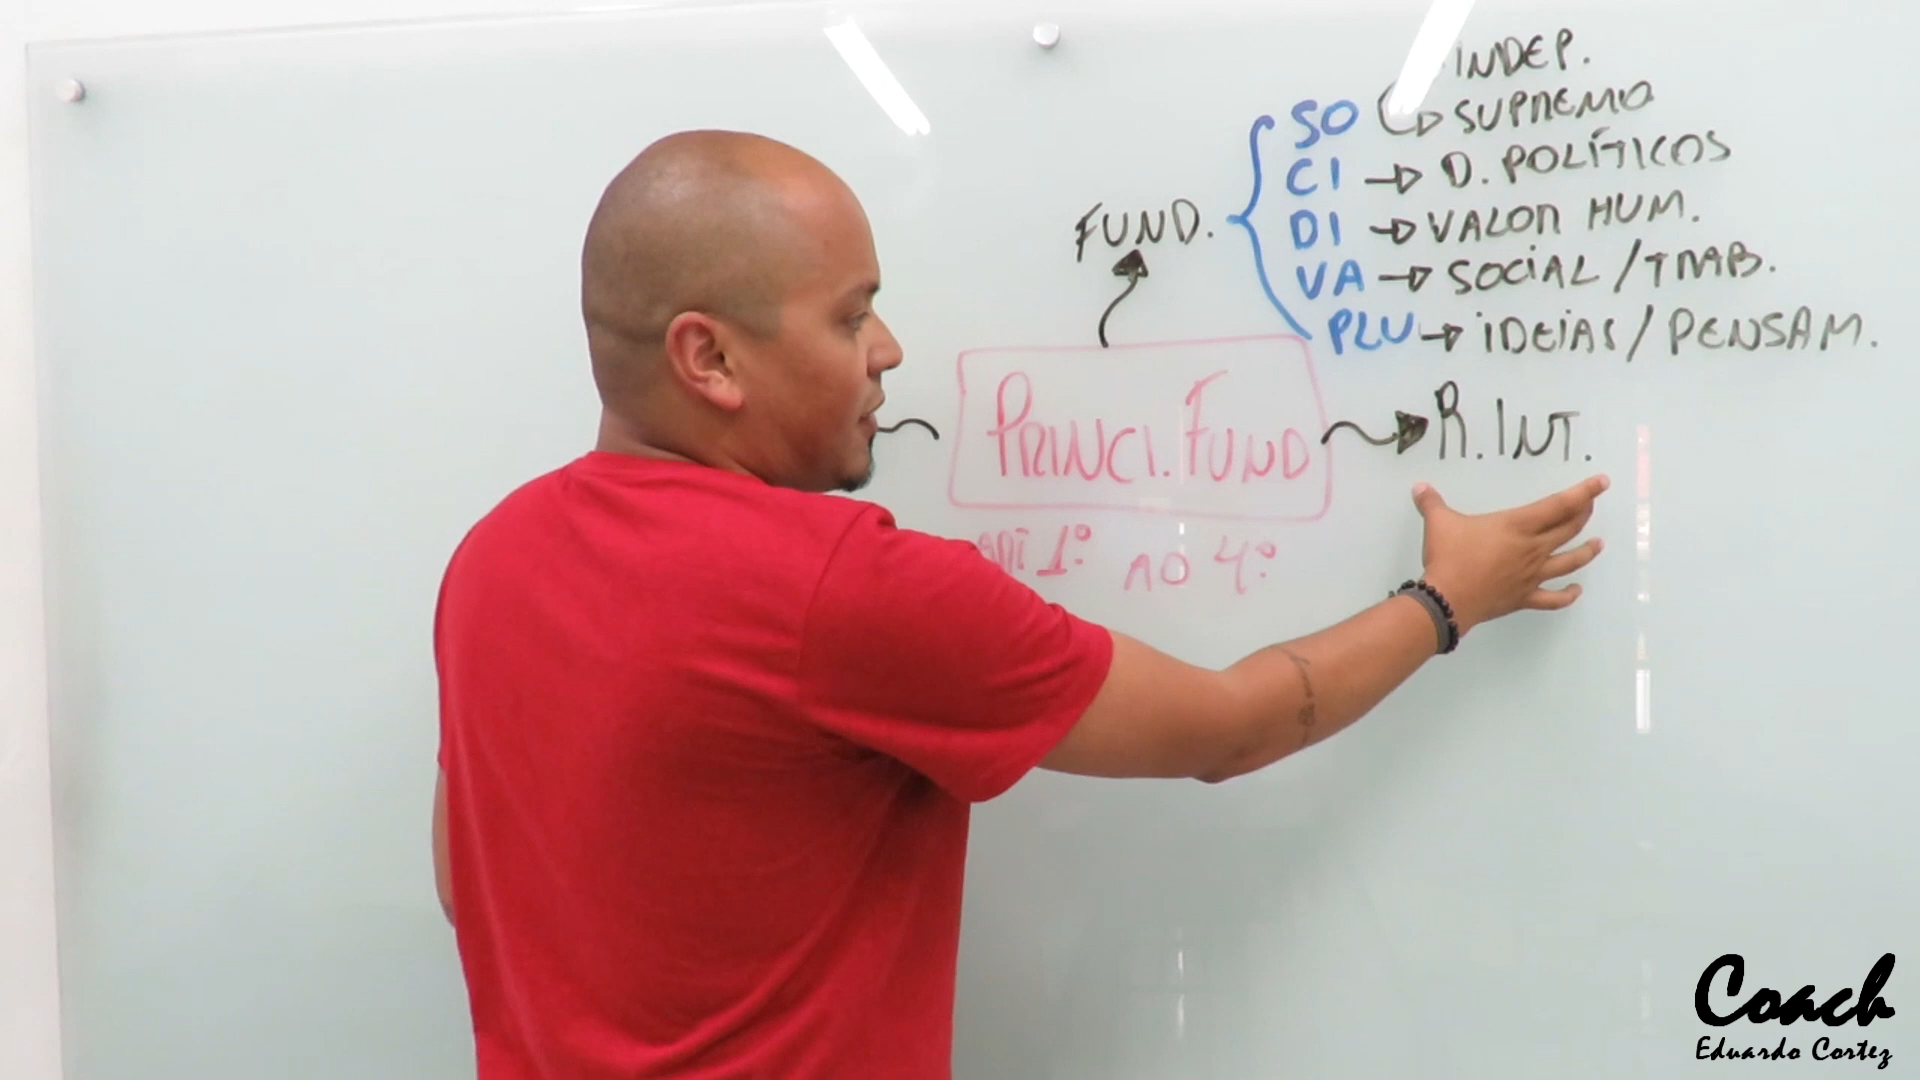 INDEP.
SO → SUPREMO
CI → D. POLÍTICOS
DI → VALOR HUM.
VA → SOCIAL / TRAB.
PLU → IDEIAS / PENSAM.
FUND.
PRINCI. FUND
R. INT.
ART 1º AO 4º
Coach
Eduardo Cortez